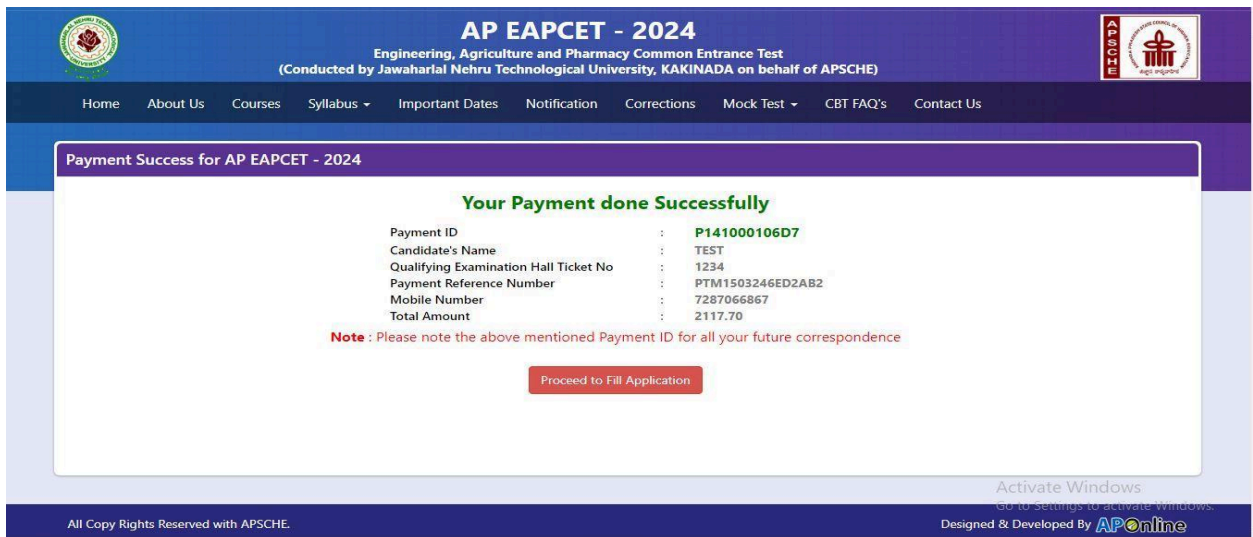 AP EAPCET - 2024
Engineering, Agriculture and Pharmacy Common Entrance Test
(Conducted by Jawaharlal Nehru Technological University, KAKINADA on behalf of APSCHE)
APSCHE
Home About Us Courses Syllabus Important Dates Notification Corrections Mock Test CBT FAQ's Contact Us
Payment Success for AP EAPCET - 2024
Your Payment done Successfully
Payment ID : P141000106D7
Candidate's Name : TEST
Qualifying Examination Hall Ticket No : 1234
Payment Reference Number : PTM1503246ED2AB2
Mobile Number : 7287066867
Total Amount : 2117.70
Note : Please note the above mentioned Payment ID for all your future correspondence
Proceed to Fill Application
Activate Windows
Go to Settings to activate Windows.
All Copy Rights Reserved with APSCHE. Designed & Developed By APOnline